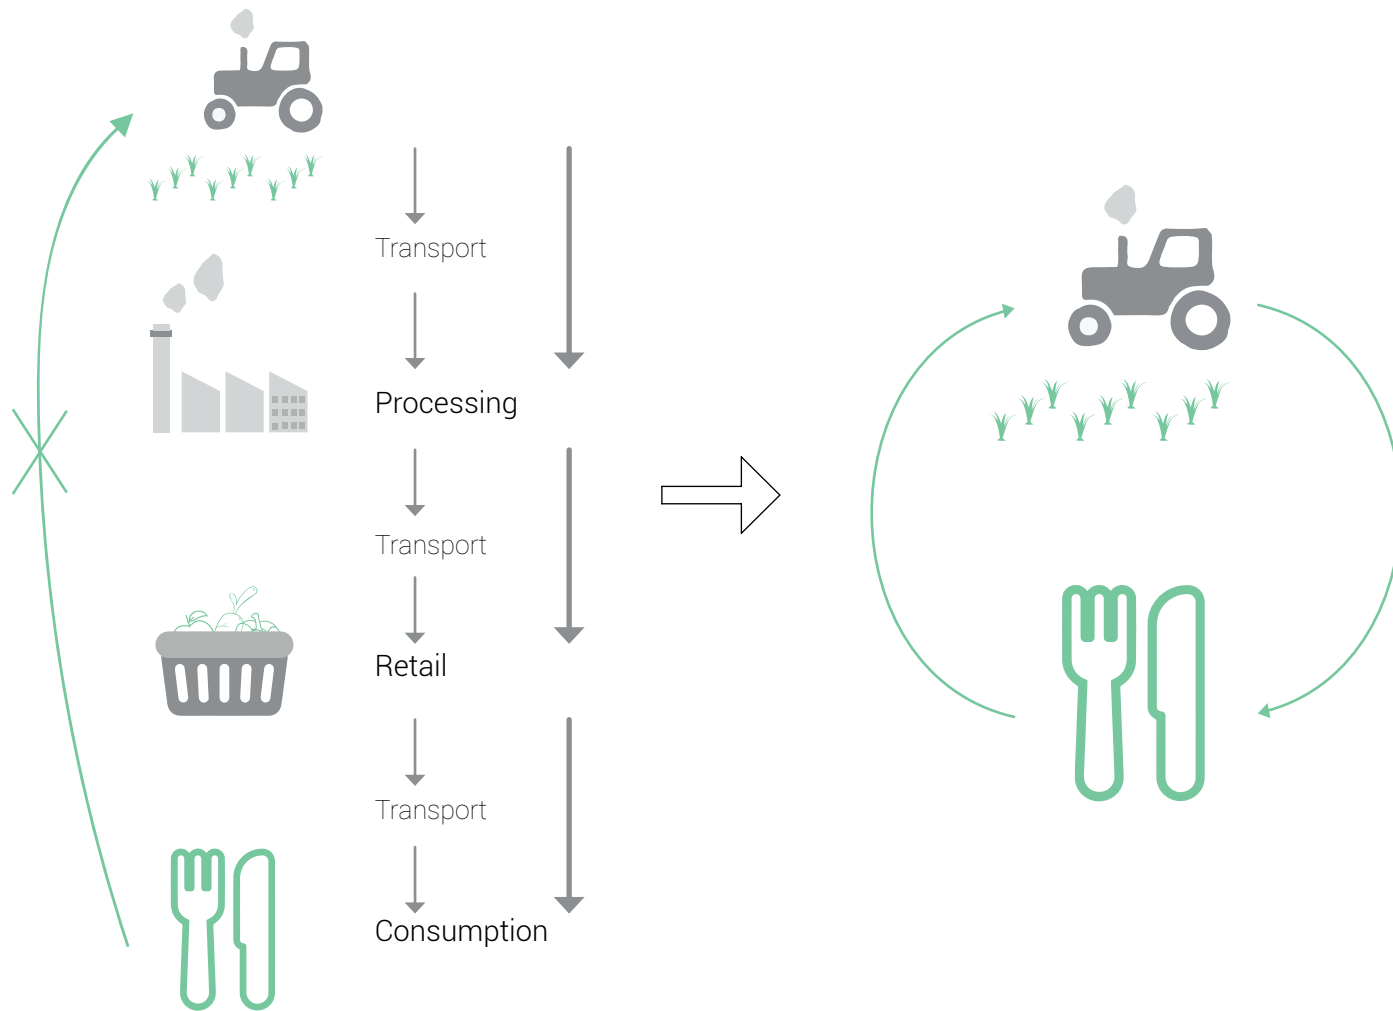 Transport
Processing
Transport
Retail
Transport
Consumption